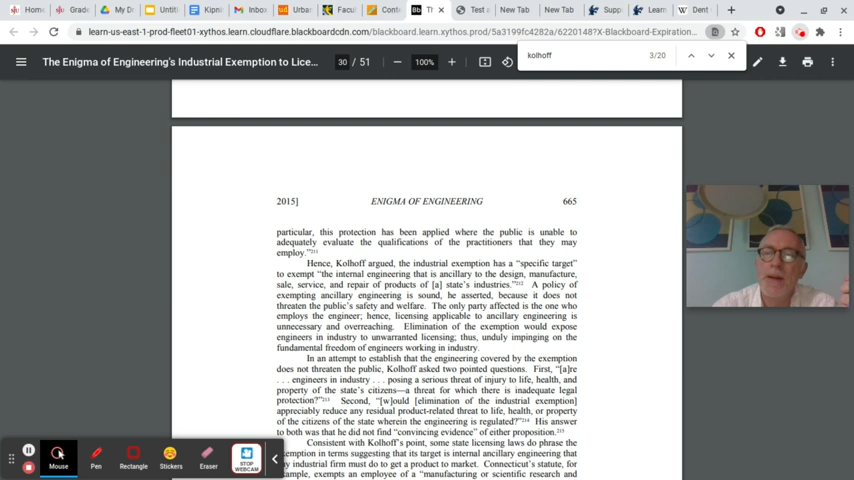 Home
Grade
My Dr
Untitl
Kipni
Inbox
Urba
Facul
Conte
Th
Test a
New Tab
New Tab
Suppo
Learn
Dent
learn-us-east-1-prod-fleet01-xythos.learn.cloudflare.blackboardcdn.com/blackboard.learn.xythos.prod/5a3199fc4282a/6220148?X-Blackboard-Expiration...
The Enigma of Engineering's Industrial Exemption to Lice...
30 / 51
100%
kolhoff
3/20
2015]
ENIGMA OF ENGINEERING
665
particular, this protection has been applied where the public is unable to
adequately evaluate the qualifications of the practitioners that they may
employ.”211
Hence, Kolhoff argued, the industrial exemption has a “specific target”
to exempt “the internal engineering that is ancillary to the design, manufacture,
sale, service, and repair of products of [a] state’s industries.”212 A policy of
exempting ancillary engineering is sound, he asserted, because it does not
threaten the public’s safety and welfare. The only party affected is the one who
employs the engineer; hence, licensing applicable to ancillary engineering is
unnecessary and overreaching. Elimination of the exemption would expose
engineers in industry to unwarranted licensing; thus, unduly impinging on the
fundamental freedom of engineers working in industry.
In an attempt to establish that the engineering covered by the exemption
does not threaten the public, Kolhoff asked two pointed questions. First, “[a]re
. . . engineers in industry . . . posing a serious threat of injury to life, health, and
property of the state’s citizens—a threat for which there is inadequate legal
protection?”213 Second, “[w]ould [elimination of the industrial exemption]
appreciably reduce any residual product-related threat to life, health, or property
of the citizens of the state wherein the engineering is regulated?”214 His answer
to both was that he did not find “convincing evidence” of either proposition.215
Consistent with Kolhoff’s point, some state licensing laws do phrase the
exemption in terms suggesting that its target is internal ancillary engineering that
any industrial firm must do to get a product to market. Connecticut’s statute, for
example, exempts an employee of a “manufacturing or scientific research and
Mouse
Pen
Rectangle
Stickers
Eraser
STOP
WEBCAM